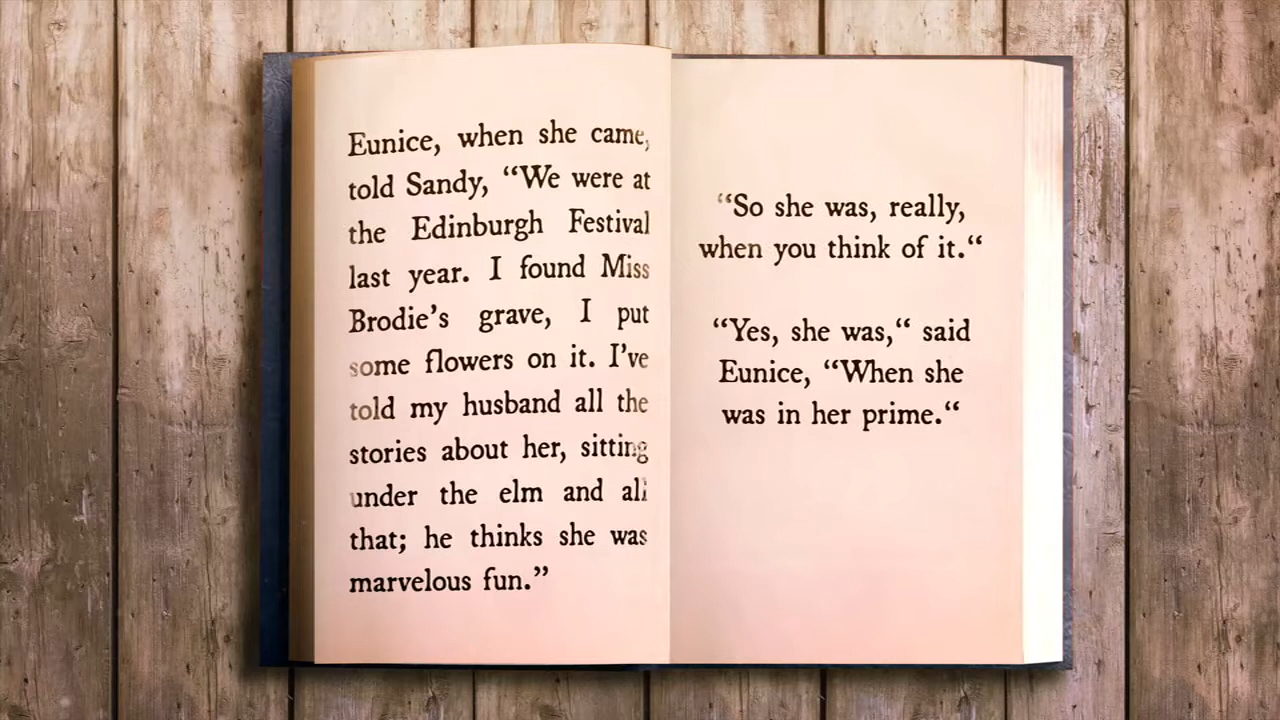 Eunice, when she came,
told Sandy, “We were at
the Edinburgh Festival
last year. I found Miss
Brodie’s grave, I put
some flowers on it. I’ve
told my husband all the
stories about her, sitting
under the elm and all
that; he thinks she was
marvelous fun.”
“So she was, really,
when you think of it.“
“Yes, she was,“ said
Eunice, “When she
was in her prime.“